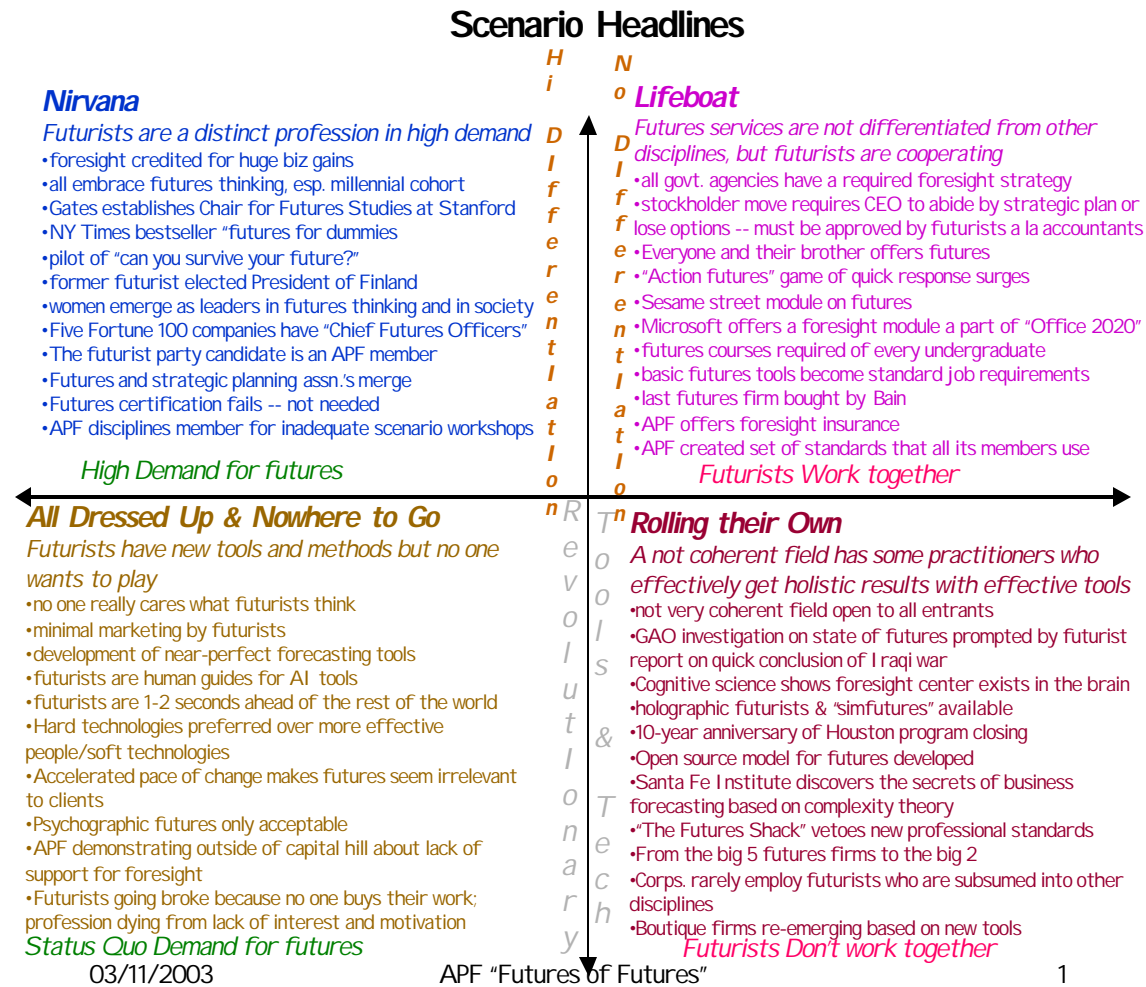 Scenario Headlines
Hi DIfferentIatIon
No DIfferentIatIon
Nirvana
Futurists are a distinct profession in high demand
•foresight credited for huge biz gains
•all embrace futures thinking, esp. millennial cohort
•Gates establishes Chair for Futures Studies at Stanford
•NY Times bestseller “futures for dummies
•pilot of “can you survive your future?”
•former futurist elected President of Finland
•women emerge as leaders in futures thinking and in society
•Five Fortune 100 companies have “Chief Futures Officers”
•The futurist party candidate is an APF member
•Futures and strategic planning assn.’s merge
•Futures certification fails -- not needed
•APF disciplines member for inadequate scenario workshops
High Demand for futures
Lifeboat
Futures services are not differentiated from other
disciplines, but futurists are cooperating
•all govt. agencies have a required foresight strategy
•stockholder move requires CEO to abide by strategic plan or
lose options -- must be approved by futurists a la accountants
•Everyone and their brother offers futures
•“Action futures” game of quick response surges
•Sesame street module on futures
•Microsoft offers a foresight module a part of “Office 2020”
•futures courses required of every undergraduate
•basic futures tools become standard job requirements
•last futures firm bought by Bain
•APF offers foresight insurance
•APF created set of standards that all its members use
Futurists Work together
All Dressed Up & Nowhere to Go
Futurists have new tools and methods but no one
wants to play
•no one really cares what futurists think
•minimal marketing by futurists
•development of near-perfect forecasting tools
•futurists are human guides for AI tools
•futurists are 1-2 seconds ahead of the rest of the world
•Hard technologies preferred over more effective
people/soft technologies
•Accelerated pace of change makes futures seem irrelevant
to clients
•Psychographic futures only acceptable
•APF demonstrating outside of capital hill about lack of
support for foresight
•Futurists going broke because no one buys their work;
profession dying from lack of interest and motivation
Status Quo Demand for futures
RevolutIonary
Tools & Tech
Rolling their Own
A not coherent field has some practitioners who
effectively get holistic results with effective tools
•not very coherent field open to all entrants
•GAO investigation on state of futures prompted by futurist
report on quick conclusion of Iraqi war
•Cognitive science shows foresight center exists in the brain
•holographic futurists & “simfutures” available
•10-year anniversary of Houston program closing
•Open source model for futures developed
•Santa Fe Institute discovers the secrets of business
forecasting based on complexity theory
•“The Futures Shack” vetoes new professional standards
•From the big 5 futures firms to the big 2
•Corps. rarely employ futurists who are subsumed into other
disciplines
•Boutique firms re-emerging based on new tools
Futurists Don’t work together
03/11/2003
APF “Futures of Futures”
1